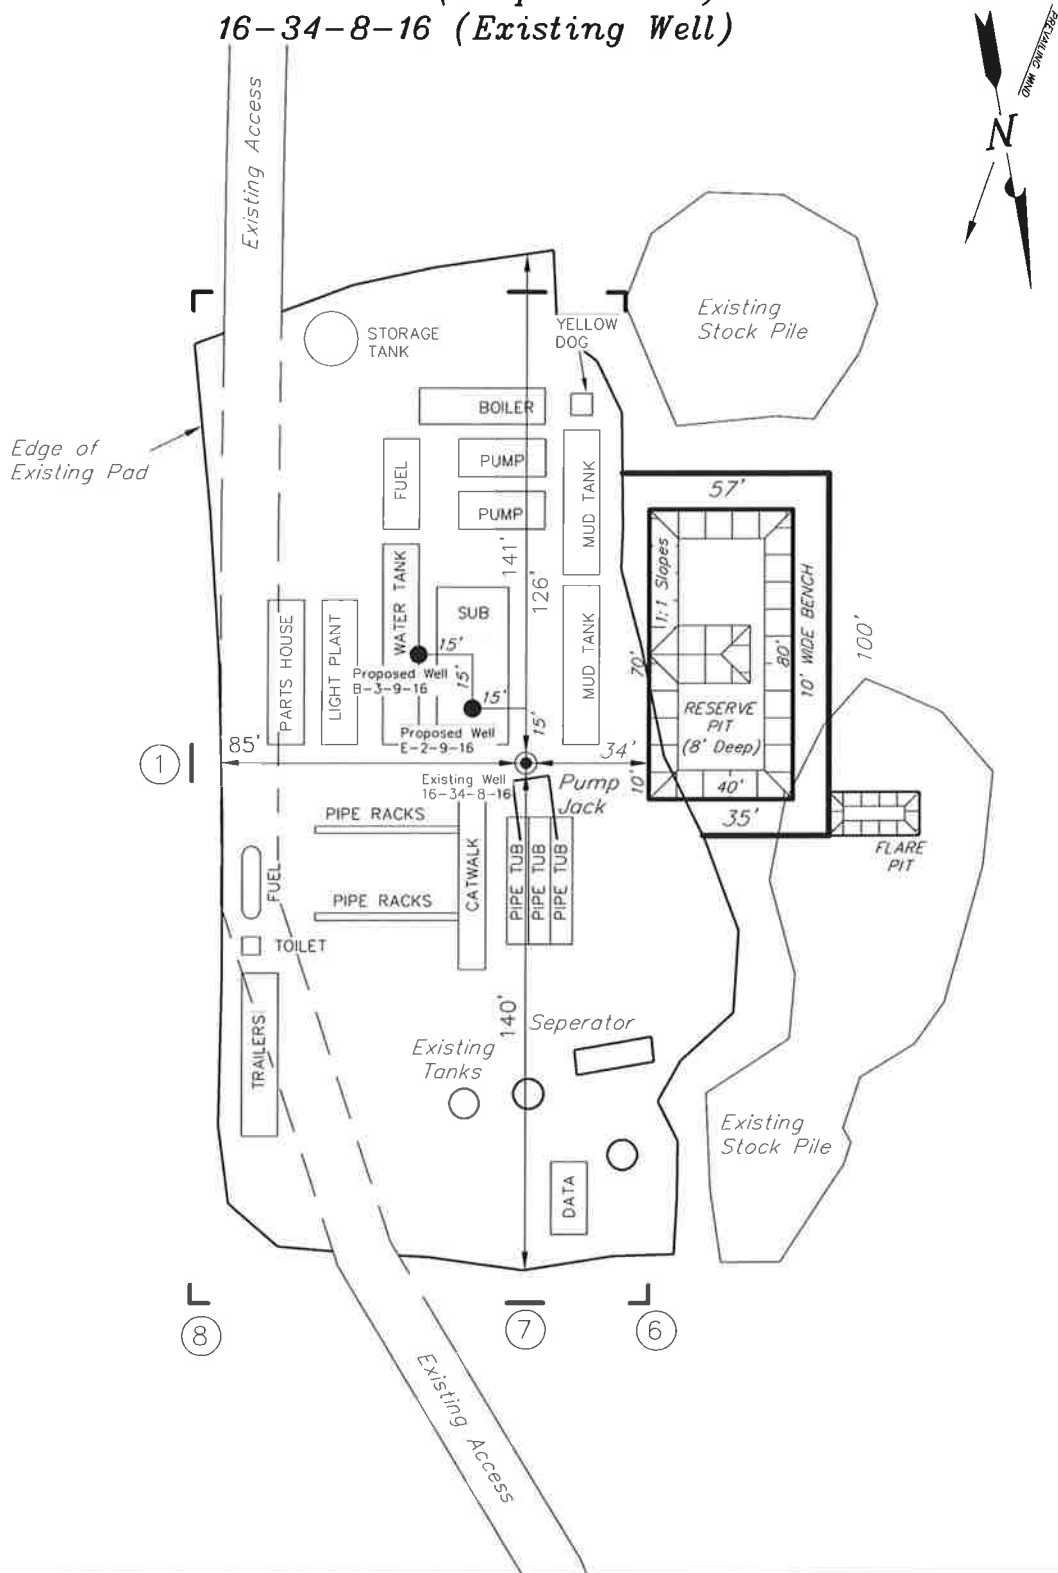 16-34-8-16 (Existing Well)
PREVAILING WIND
N
Existing Access
Existing
Stock Pile
STORAGE
TANK
YELLOW
DOG
BOILER
Edge of
Existing Pad
FUEL
PUMP
PUMP
MUD TANK
57'
141'
126'
1:1 Slopes
WATER TANK
SUB
PARTS HOUSE
LIGHT PLANT
MUD TANK
10' WIDE BENCH
100'
80'
70'
15'
15'
15'
15'
Proposed Well
B-3-9-16
Proposed Well
E-2-9-16
RESERVE
PIT
(8' Deep)
1
85'
34'
10'
40'
35'
Existing Well
16-34-8-16
Pump
Jack
PIPE RACKS
CATWALK
PIPE TUB
PIPE TUB
PIPE TUB
FLARE
PIT
FUEL
PIPE RACKS
TOILET
140'
Seperator
TRAILERS
Existing
Tanks
Existing
Stock Pile
DATA
8
7
6
Existing Access